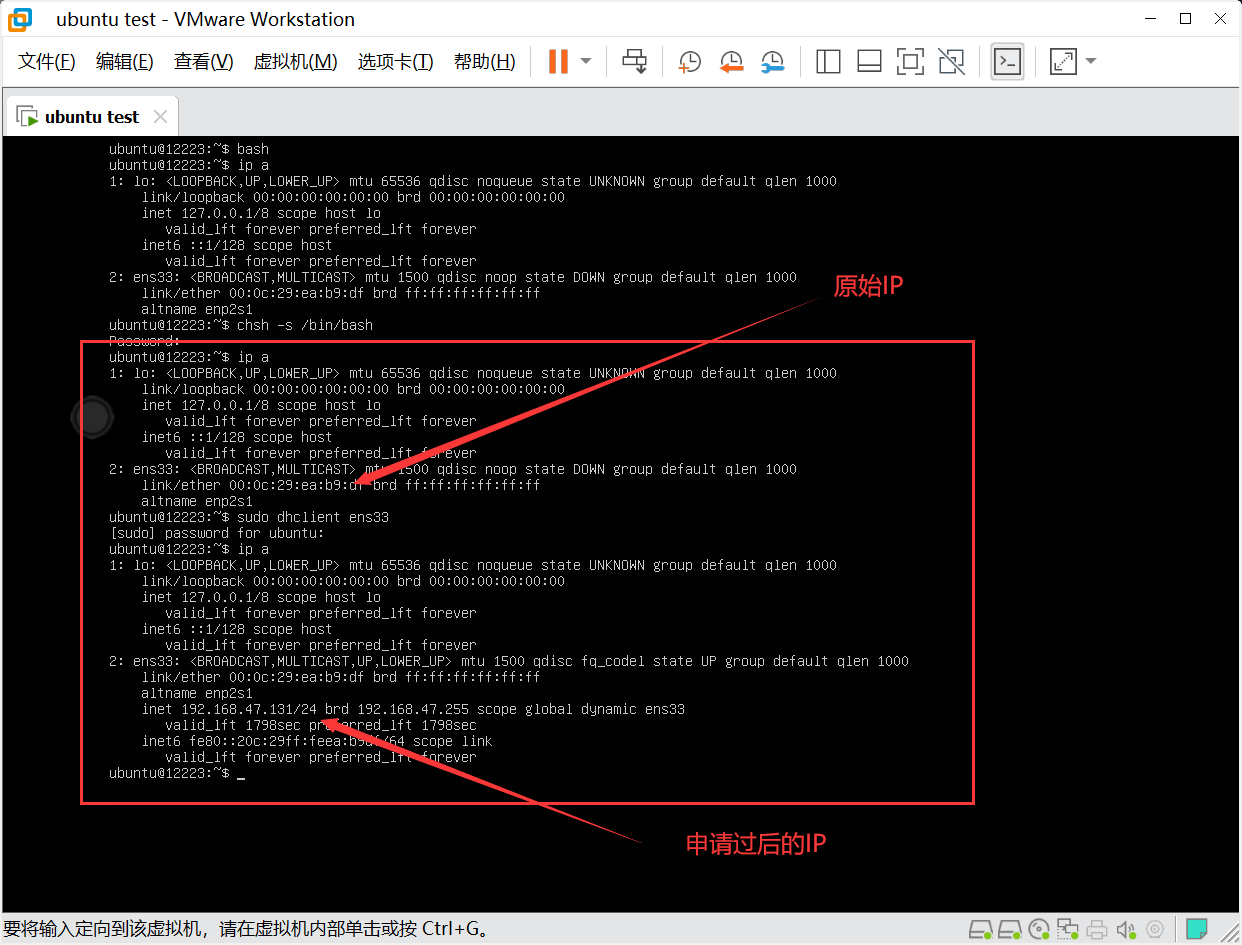 ubuntu test - VMware Workstation
文件(F) 编辑(E) 查看(V) 虚拟机(M) 选项卡(T) 帮助(H)
ubuntu test
ubuntu@12223:~$ bash
ubuntu@12223:~$ ip a
1: lo: <LOOPBACK,UP,LOWER_UP> mtu 65536 qdisc noqueue state UNKNOWN group default qlen 1000
link/loopback 00:00:00:00:00:00 brd 00:00:00:00:00:00
inet 127.0.0.1/8 scope host lo
valid_lft forever preferred_lft forever
inet6 ::1/128 scope host
valid_lft forever preferred_lft forever
2: ens33: <BROADCAST,MULTICAST> mtu 1500 qdisc noop state DOWN group default qlen 1000
link/ether 00:0c:29:ea:b9:df brd ff:ff:ff:ff:ff:ff
altname enp2s1
原始IP
ubuntu@12223:~$ chsh -s /bin/bash
Password:
ubuntu@12223:~$ ip a
1: lo: <LOOPBACK,UP,LOWER_UP> mtu 65536 qdisc noqueue state UNKNOWN group default qlen 1000
link/loopback 00:00:00:00:00:00 brd 00:00:00:00:00:00
inet 127.0.0.1/8 scope host lo
valid_lft forever preferred_lft forever
inet6 ::1/128 scope host
valid_lft forever preferred_lft forever
2: ens33: <BROADCAST,MULTICAST> mtu 1500 qdisc noop state DOWN group default qlen 1000
link/ether 00:0c:29:ea:b9:df brd ff:ff:ff:ff:ff:ff
altname enp2s1
ubuntu@12223:~$ sudo dhclient ens33
[sudo] password for ubuntu:
ubuntu@12223:~$ ip a
1: lo: <LOOPBACK,UP,LOWER_UP> mtu 65536 qdisc noqueue state UNKNOWN group default qlen 1000
link/loopback 00:00:00:00:00:00 brd 00:00:00:00:00:00
inet 127.0.0.1/8 scope host lo
valid_lft forever preferred_lft forever
inet6 ::1/128 scope host
valid_lft forever preferred_lft forever
2: ens33: <BROADCAST,MULTICAST,UP,LOWER_UP> mtu 1500 qdisc fq_codel state UP group default qlen 1000
link/ether 00:0c:29:ea:b9:df brd ff:ff:ff:ff:ff:ff
altname enp2s1
inet 192.168.47.131/24 brd 192.168.47.255 scope global dynamic ens33
valid_lft 1798sec preferred_lft 1798sec
inet6 fe80::20c:29ff:feea:b9df/64 scope link
valid_lft forever preferred_lft forever
ubuntu@12223:~$ _
申请过后的IP
要将输入定向到该虚拟机，请在虚拟机内部单击或按 Ctrl+G。